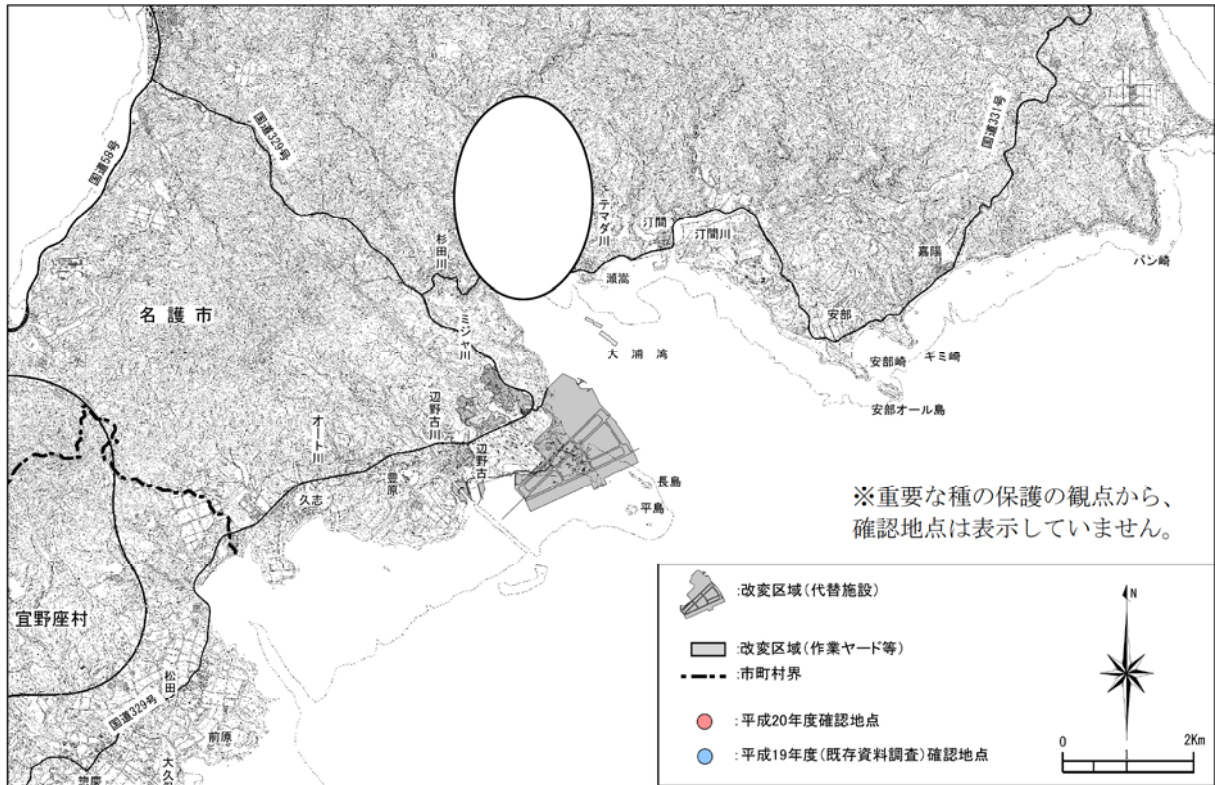 国道58号
国道329号
国道331号
テマダ川
汀間
汀間川
杉田川
瀬嵩
嘉陽
バン崎
名護市
ミジャ川
大浦湾
安部
安部崎
ギミ崎
安部オール島
辺野古川
辺野古
オート川
豊原
久志
長島
平島
※重要な種の保護の観点から、
確認地点は表示していません。
宜野座村
松田
国道329号
前原
惣慶
:改変区域(代替施設)
:改変区域(作業ヤード等)
:市町村界
:平成20年度確認地点
:平成19年度(既存資料調査)確認地点
N
0 2Km